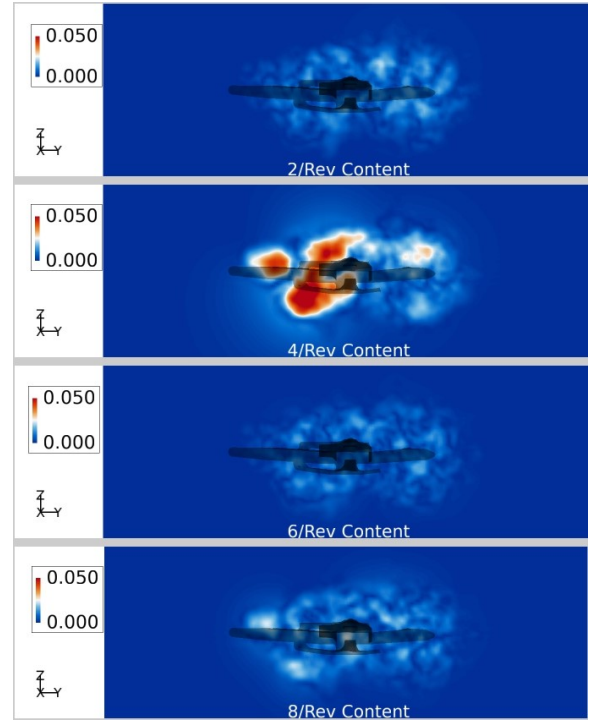 0.050
0.000
Z
X Y
2/Rev Content
0.050
0.000
Z
X Y
4/Rev Content
0.050
0.000
Z
X Y
6/Rev Content
0.050
0.000
Z
X Y
8/Rev Content